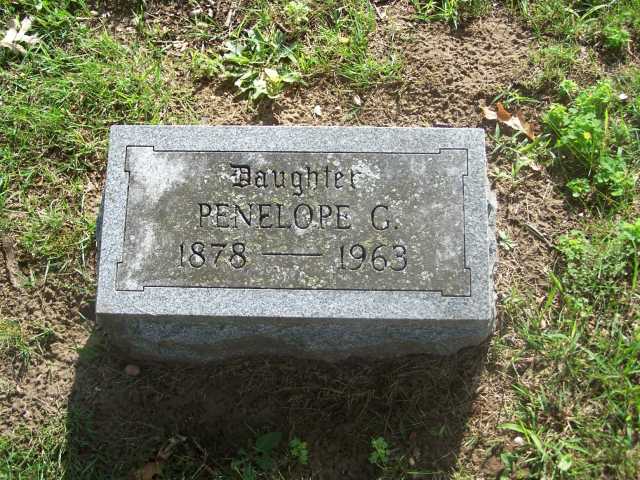 Daughter
PENELOPE G.
1878 — 1963